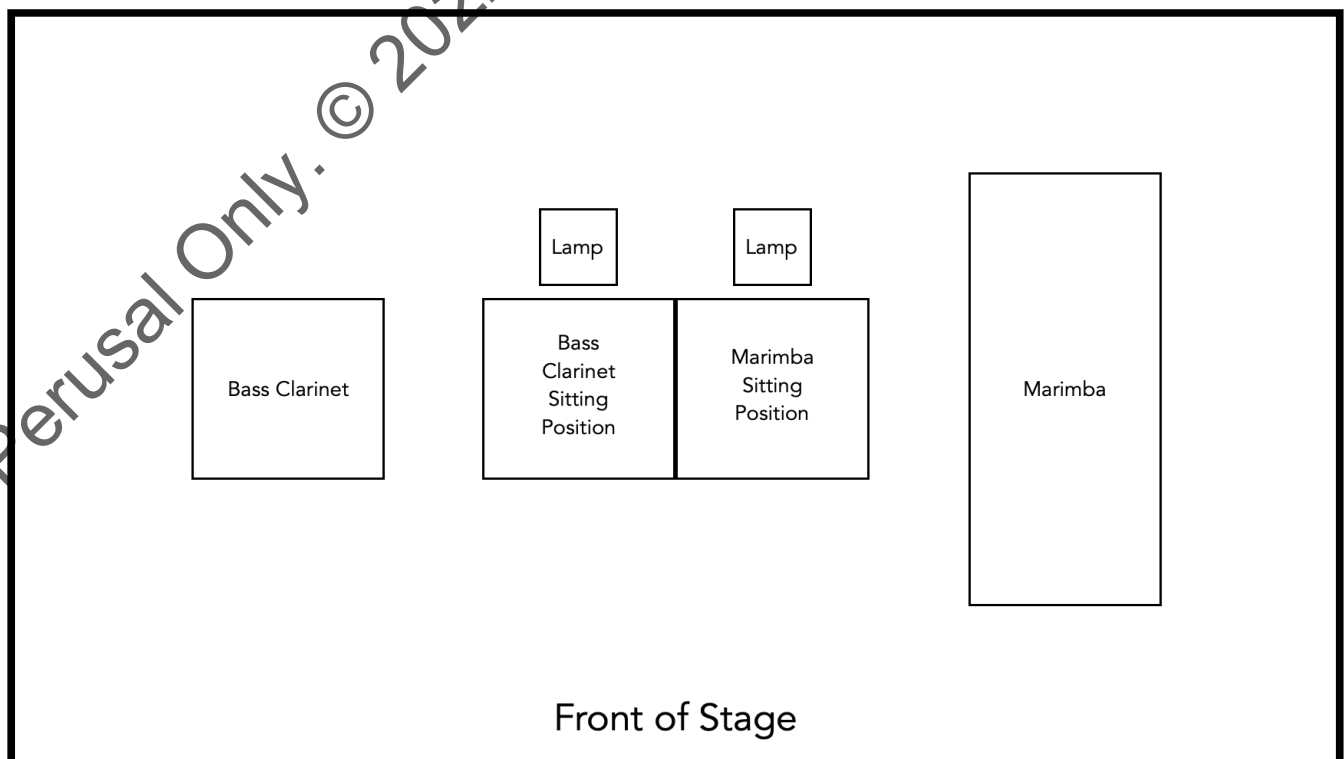 Perusal Only. © 202
Lamp
Lamp
Bass Clarinet
Bass
Clarinet
Sitting
Position
Marimba
Sitting
Position
Marimba
Front of Stage